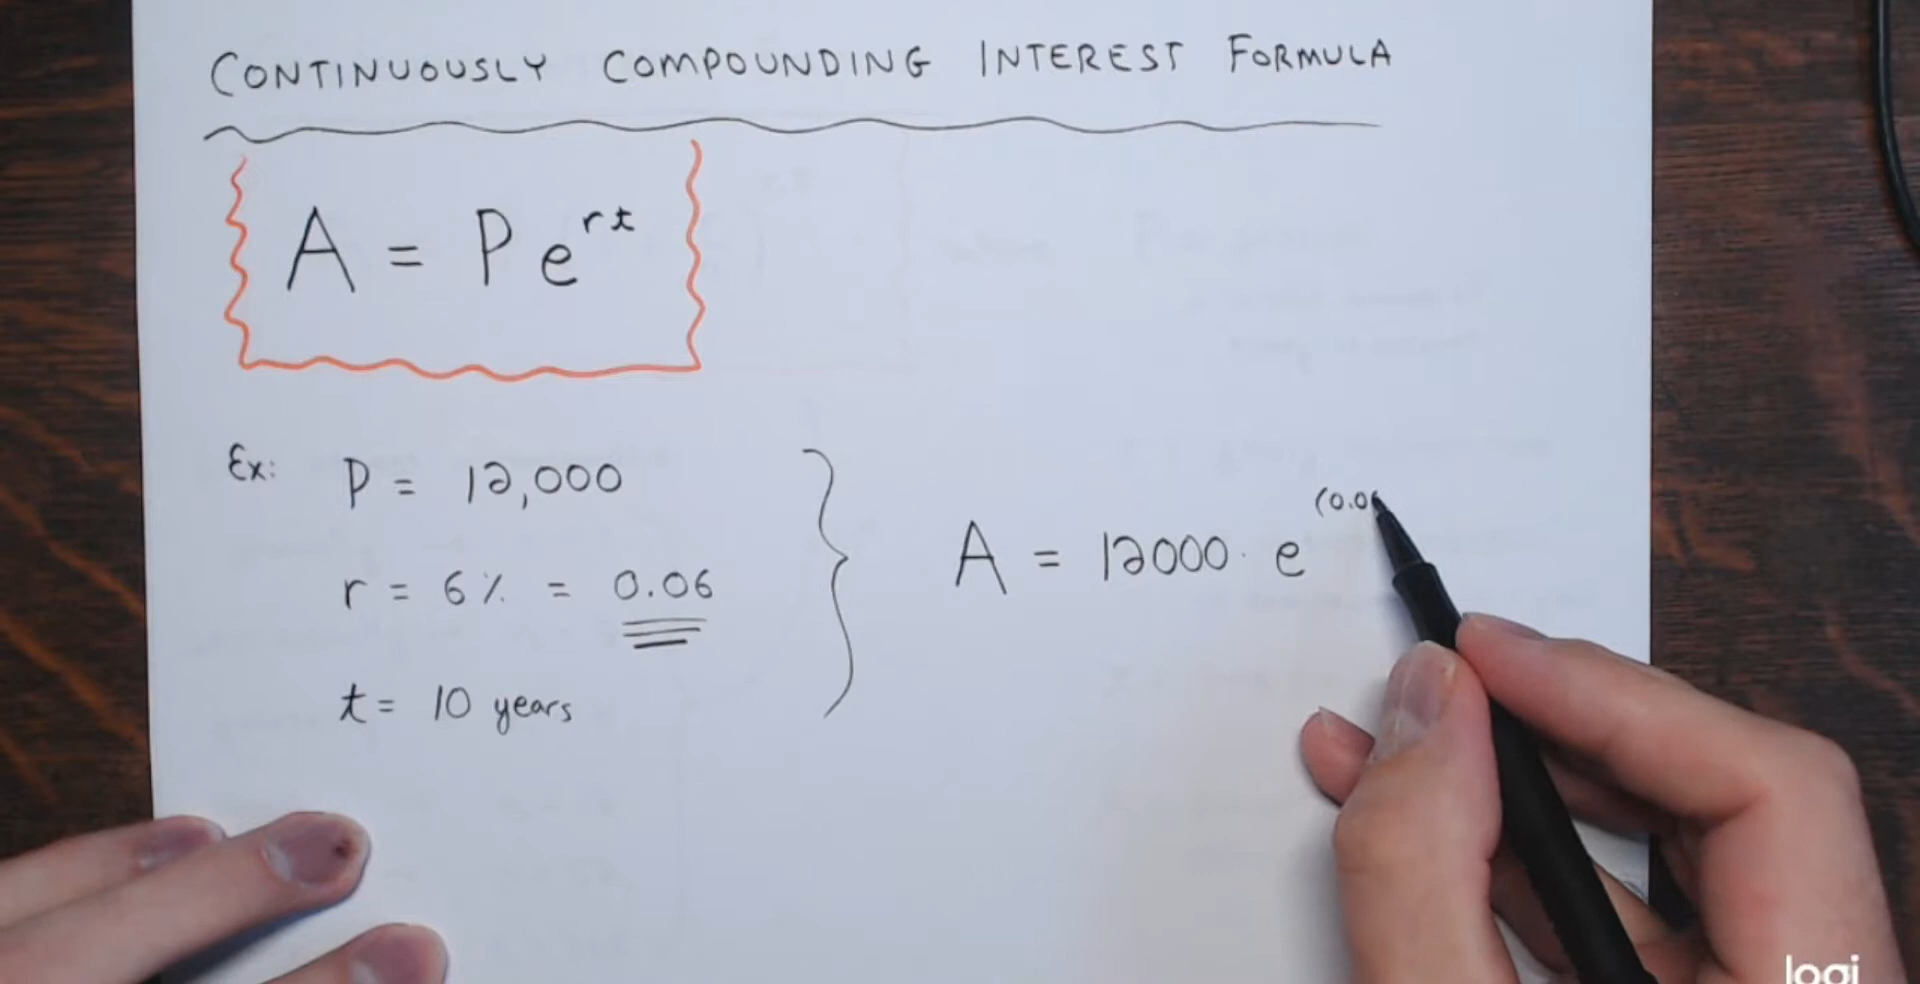 CONTINUOUSLY COMPOUNDING INTEREST FORMULA
A = Pe^rt
Ex: P = 12,000
r = 6% = 0.06
t = 10 years
A = 12000 · e^(0.06
logi